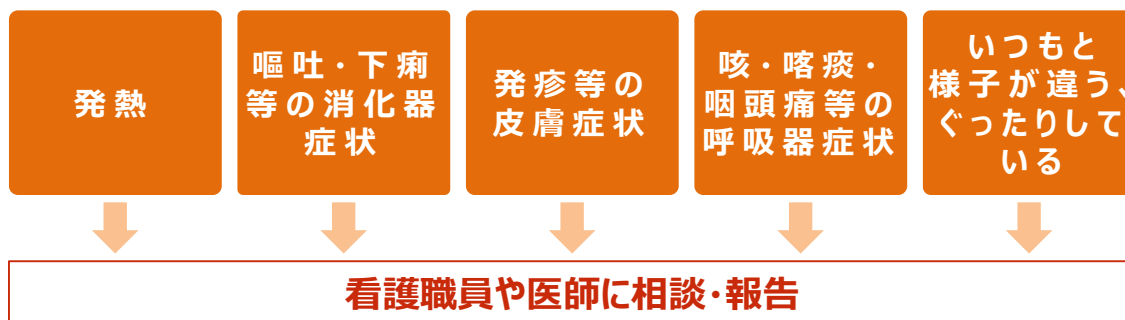 発熱
嘔吐・下痢
等の消化器
症状
発疹等の
皮膚症状
咳・喀痰・
咽頭痛等の
呼吸器症状
いつもと
様子が違う、
ぐったりして
いる
看護職員や医師に相談・報告